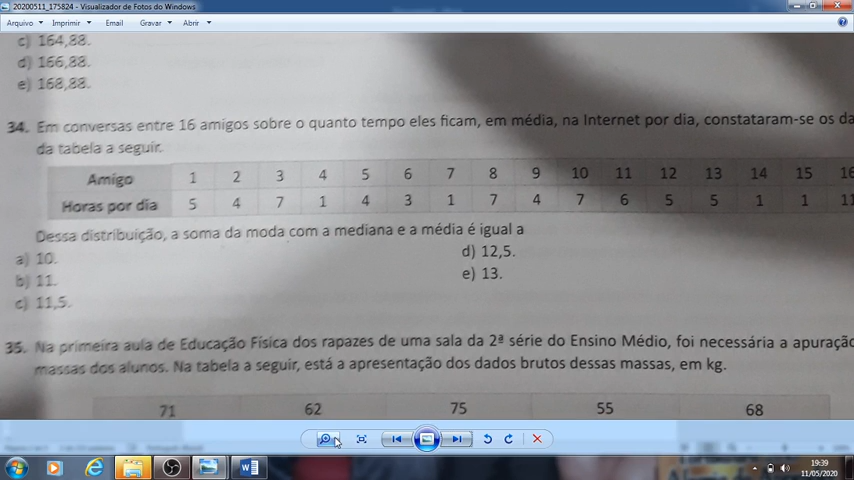 20200511_175824 - Visualizador de Fotos do Windows
Arquivo Imprimir Email Gravar Abrir
c) 164,88.
d) 166,88.
e) 168,88.
34. Em conversas entre 16 amigos sobre o quanto tempo eles ficam, em média, na Internet por dia, constataram-se os da
da tabela a seguir.
Amigo 1 2 3 4 5 6 7 8 9 10 11 12 13 14 15 16
Horas por dia 5 4 7 1 4 3 1 7 4 7 6 5 5 1 1 11
Dessa distribuição, a soma da moda com a mediana e a média é igual a
a) 10.
b) 11.
c) 11,5.
d) 12,5.
e) 13.
35. Na primeira aula de Educação Física dos rapazes de uma sala da 2ª série do Ensino Médio, foi necessária a apuração
massas dos alunos. Na tabela a seguir, está a apresentação dos dados brutos dessas massas, em kg.
71 62 75 55 68
19:39
11/05/2020